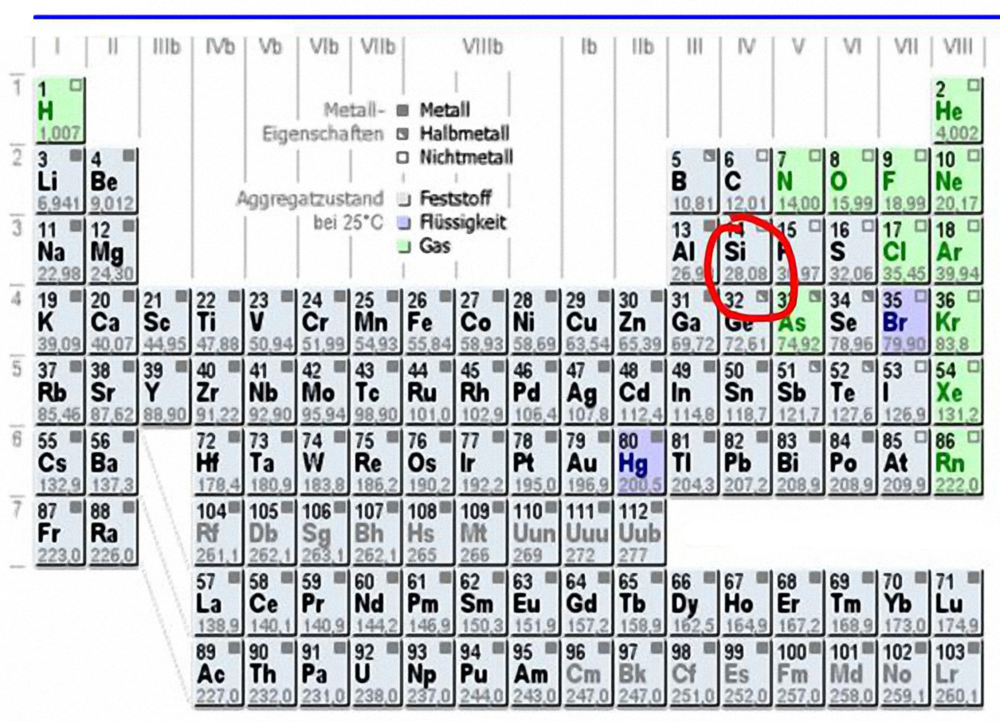 I II IIIb IVb Vb VIb VIIb VIIIb Ib IIb III IV V VI VII VIII
1 1 2
H He
1,007 4,002
Metall- Metall
Eigenschaften Halbmetall
Nichtmetall
Aggregatzustand Feststoff
bei 25°C Flüssigkeit
Gas
2 3 4 5 6 7 8 9 10
Li Be B C N O F Ne
6,941 9,012 10,81 12,01 14,00 15,99 18,99 20,17
3 11 12 13 14 15 16 17 18
Na Mg Al Si S Cl Ar
22,98 24,30 28,08 32,06 35,45 39,94
4 19 20 21 22 23 24 25 26 27 28 29 30 31 32 33 34 35 36
K Ca Sc Ti V Cr Mn Fe Co Ni Cu Zn Ga Ge As Se Br Kr
39,09 40,07 44,95 47,88 50,94 51,99 54,93 55,84 58,93 58,69 63,54 65,39 69,72 72,61 74,92 78,96 79,90 83,8
5 37 38 39 40 41 42 43 44 45 46 47 48 49 50 51 52 53 54
Rb Sr Y Zr Nb Mo Tc Ru Rh Pd Ag Cd In Sn Sb Te I Xe
85,46 87,62 88,90 91,22 92,90 95,94 98,90 101,0 102,9 106,4 107,8 112,4 114,8 118,7 121,7 127,6 126,9 131,2
6 55 56 72 73 74 75 76 77 78 79 80 81 82 83 84 85 86
Cs Ba Hf Ta W Re Os Ir Pt Au Hg Tl Pb Bi Po At Rn
132,9 137,3 178,4 180,9 183,8 186,2 190,2 192,2 195,0 196,9 200,5 204,3 207,2 208,9 208,9 209,9 222,0
7 87 88 104 105 106 107 108 109 110 111 112
Fr Ra Rf Db Sg Bh Hs Mt Uun Uuu Uub
223,0 226,0 261,1 262,1 263,1 262,1 265 266 269 272 277
57 58 59 60 61 62 63 64 65 66 67 68 69 70 71
La Ce Pr Nd Pm Sm Eu Gd Tb Dy Ho Er Tm Yb Lu
138,9 140,1 140,9 144,2 146,9 150,3 151,9 157,2 158,9 162,5 164,9 167,2 168,9 173,0 174,9
89 90 91 92 93 94 95 96 97 98 99 100 101 102 103
Ac Th Pa U Np Pu Am Cm Bk Cf Es Fm Md No Lr
227,0 232,0 231,0 238,0 237,0 244,0 243,0 247,0 247,0 251,0 252,0 257,0 258,0 259,1 260,1